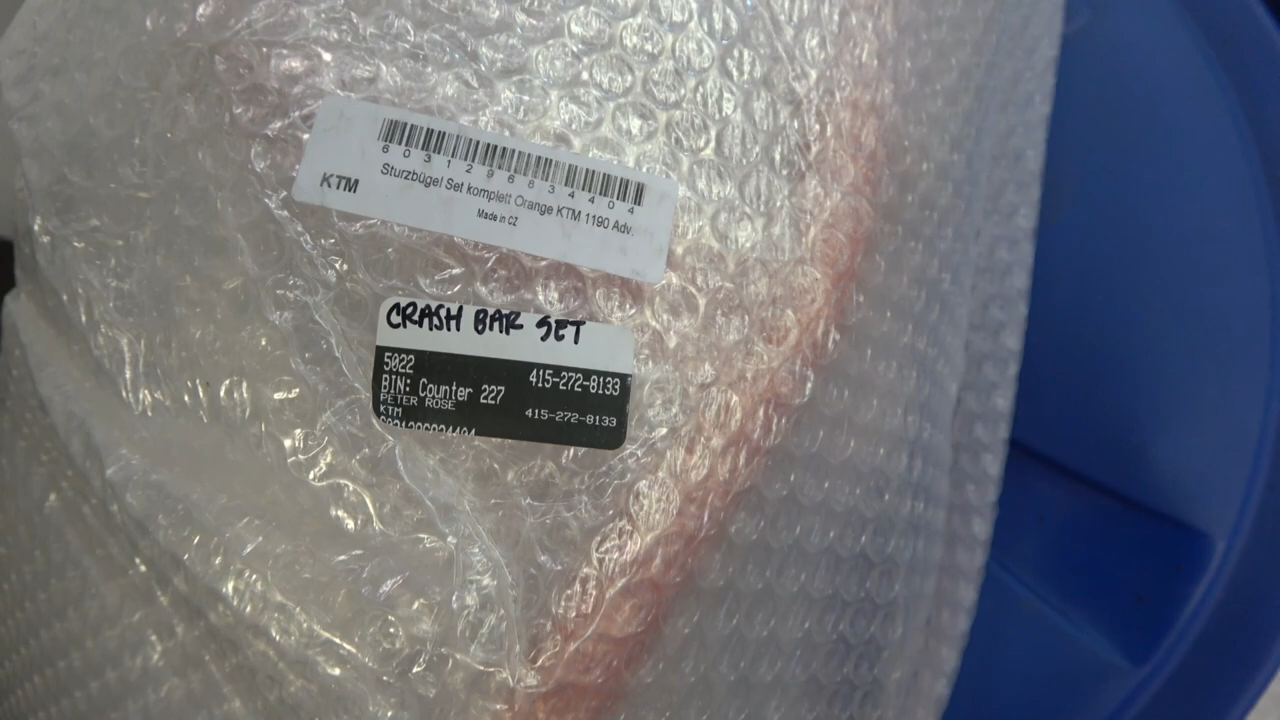 6031296834404
KTM
Sturzbügel Set komplett Orange KTM 1190 Adv.
Made in CZ
CRASH BAR SET
5022
415-272-8133
BIN: Counter 227
PETER ROSE
415-272-8133
KTM